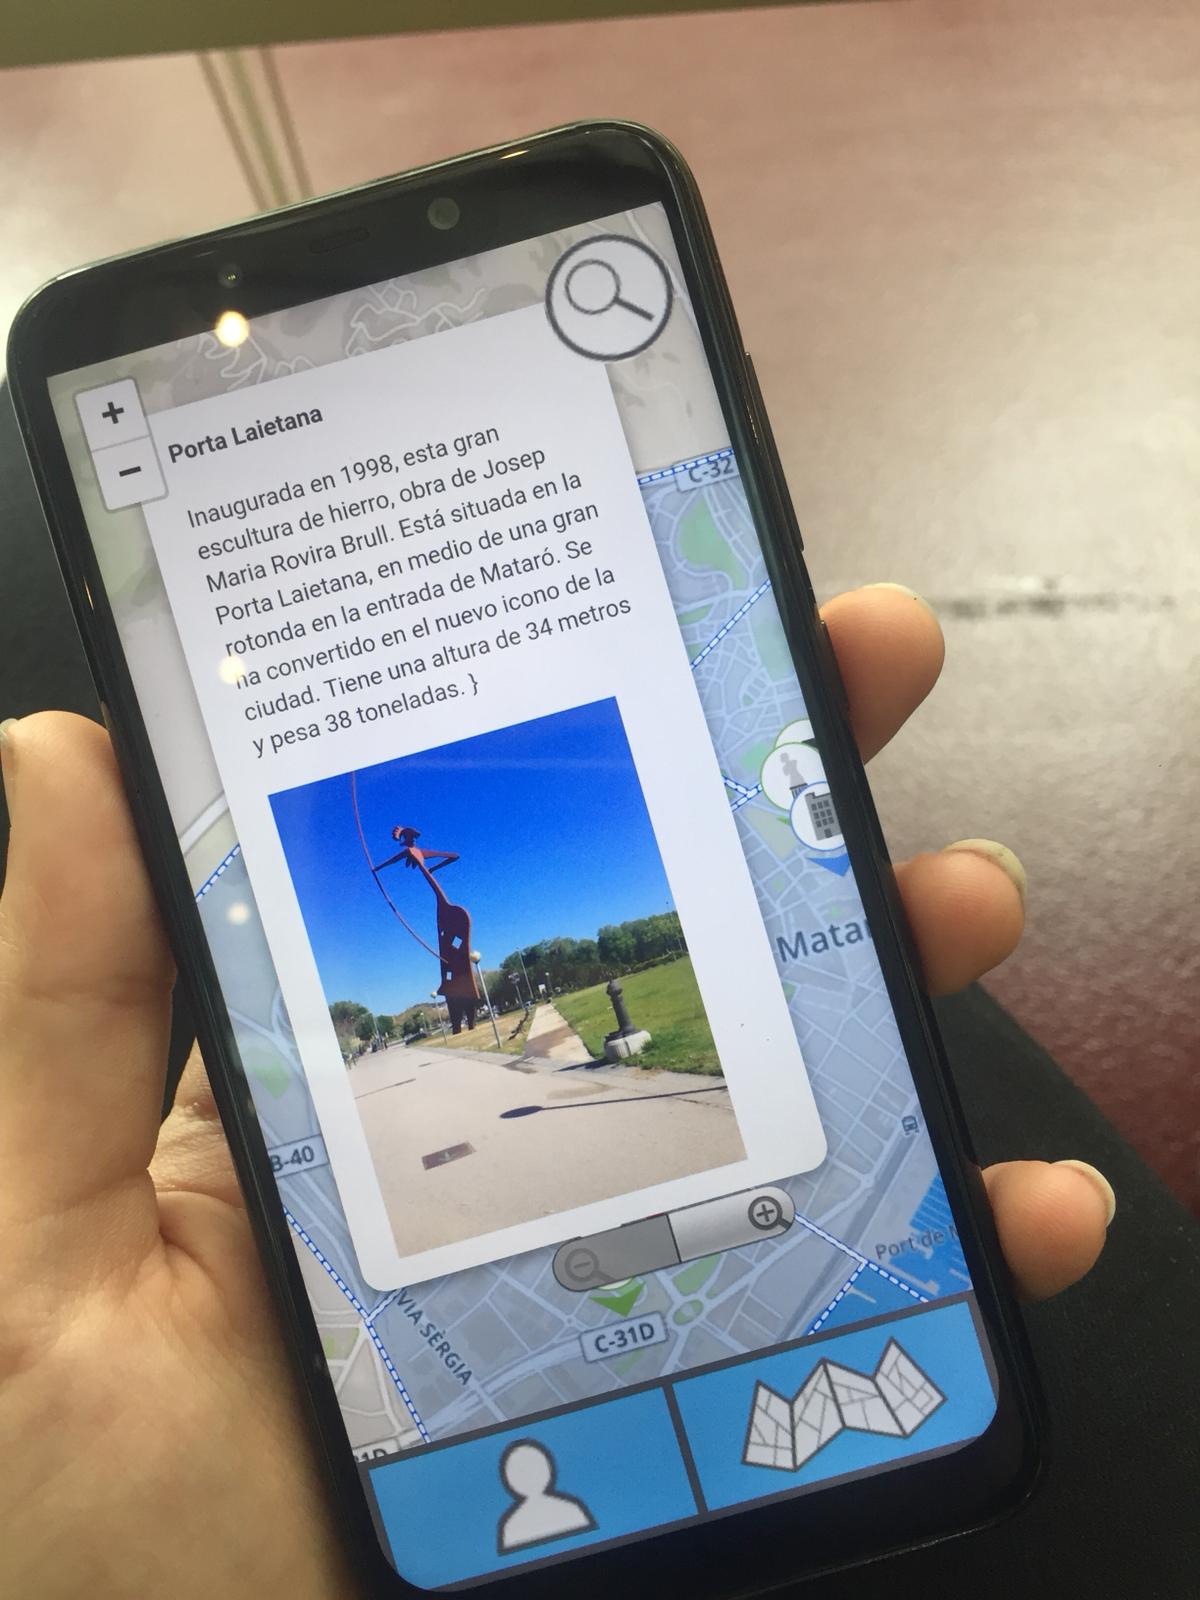 +
−
Porta Laietana
Inaugurada en 1998, esta gran
escultura de hierro, obra de Josep
Maria Rovira Brull. Está situada en la
Porta Laietana, en medio de una gran
rotonda en la entrada de Mataró. Se
ha convertido en el nuevo icono de la
ciudad. Tiene una altura de 34 metros
y pesa 38 toneladas. }
C-32
Matar
B-40
Port de
VIA SÈRGIA
C-31D